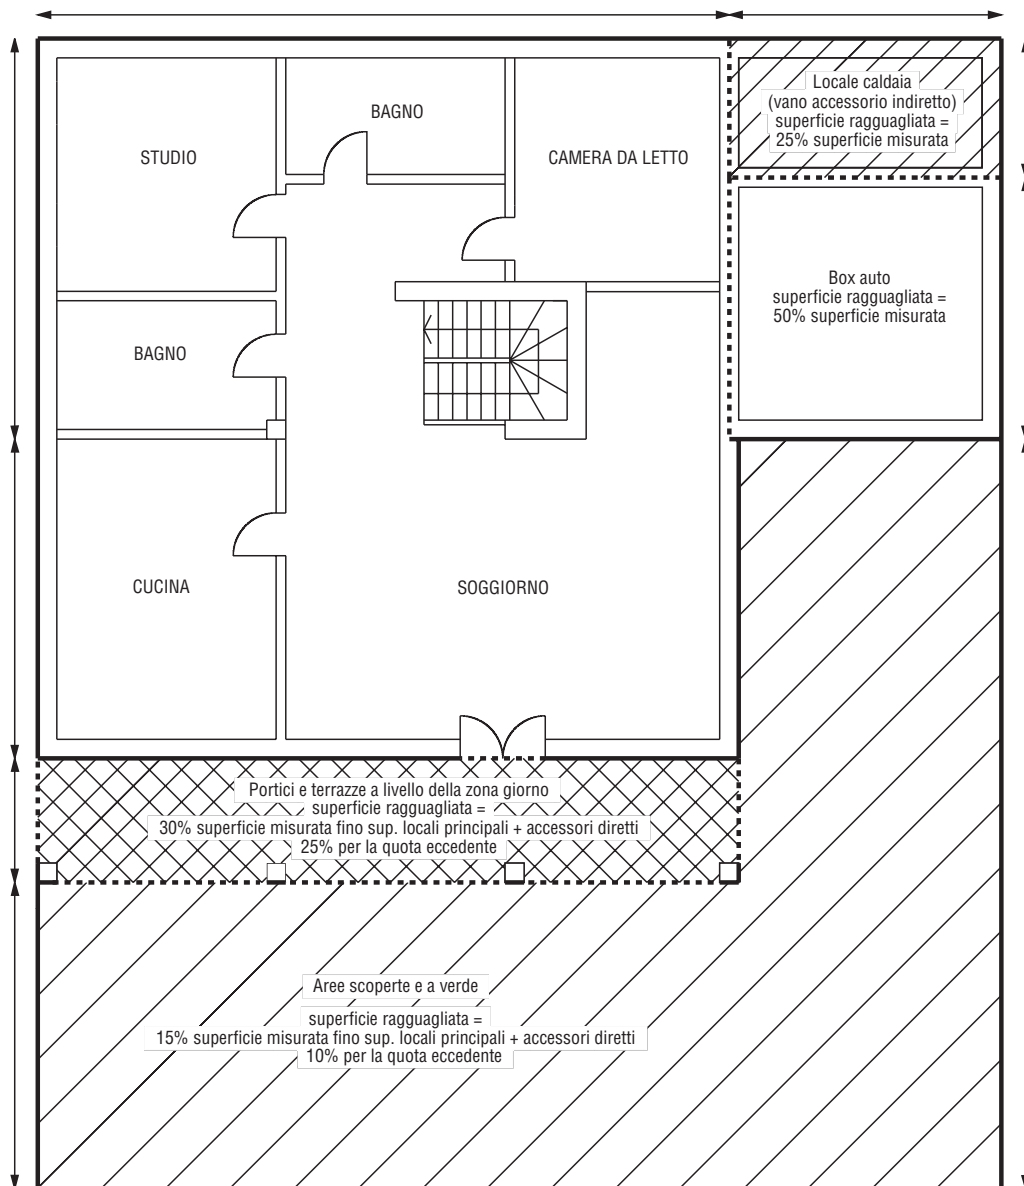 Locale caldaia
(vano accessorio indiretto)
superficie ragguagliata =
25% superficie misurata
BAGNO
STUDIO
CAMERA DA LETTO
Box auto
superficie ragguagliata =
50% superficie misurata
BAGNO
CUCINA
SOGGIORNO
Portici e terrazze a livello della zona giorno
superficie ragguagliata =
30% superficie misurata fino sup. locali principali + accessori diretti
25% per la quota eccedente
Aree scoperte e a verde
superficie ragguagliata =
15% superficie misurata fino sup. locali principali + accessori diretti
10% per la quota eccedente